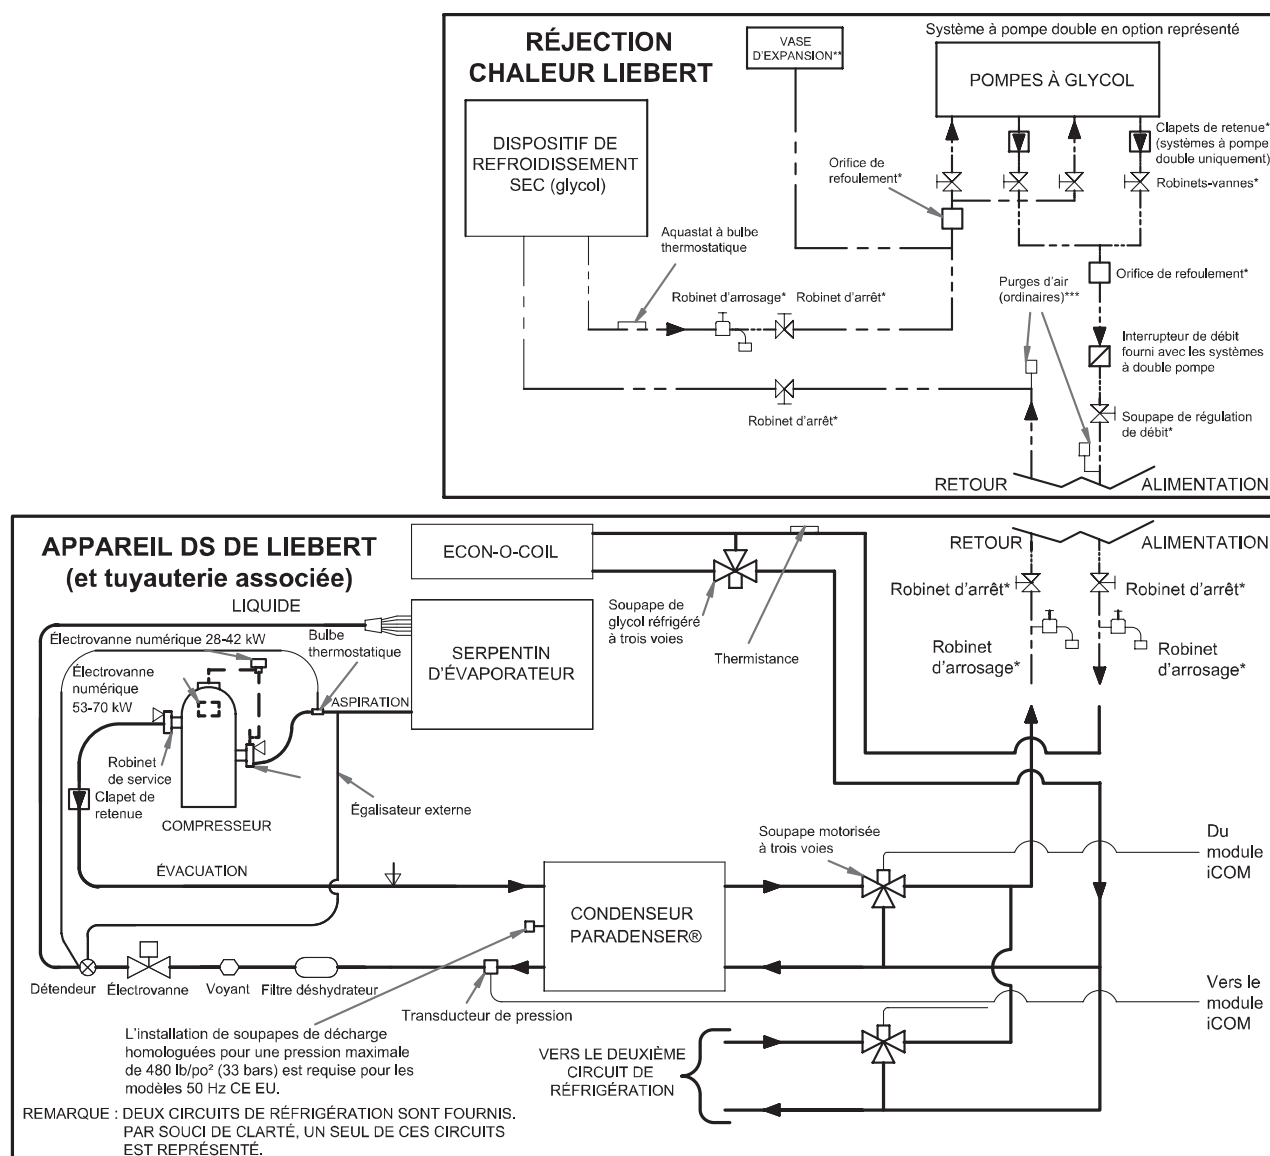 RÉJECTION
CHALEUR LIEBERT
VASE
D'EXPANSION**
Système à pompe double en option représenté
POMPES À GLYCOL
DISPOSITIF DE
REFROIDISSEMENT
SEC (glycol)
Clapets de retenue*
(systèmes à pompe
double uniquement)
Orifice de
refoulement*
Robinets-vannes*
Aquastat à bulbe
thermostatique
Robinet d'arrosage*
Robinet d'arrêt*
Purges d'air
(ordinaires)***
Orifice de refoulement*
Interrupteur de débit
fourni avec les systèmes
à double pompe
Robinet d'arrêt*
Soupape de régulation
de débit*
RETOUR
ALIMENTATION
APPAREIL DS DE LIEBERT
(et tuyauterie associée)
ECON-O-COIL
RETOUR
ALIMENTATION
Robinet d'arrêt*
Robinet d'arrêt*
LIQUIDE
Électrovanne numérique 28-42 kW
Bulbe
thermostatique
Soupape de
glycol réfrigéré
à trois voies
Thermistance
Robinet
d'arrosage*
Robinet
d'arrosage*
Électrovanne
numérique
53-70 kW
SERPENTIN
D'ÉVAPORATEUR
ASPIRATION
Robinet
de service
Clapet de
retenue
COMPRESSEUR
Égalisateur externe
Soupape motorisée
à trois voies
Du
module
iCOM
ÉVACUATION
CONDENSEUR
PARADENSER®
Détendeur
Électrovanne
Voyant
Filtre déshydrateur
Transducteur de pression
Vers le
module
iCOM
L'installation de soupapes de décharge
homologuées pour une pression maximale
de 480 lb/po² (33 bars) est requise pour les
modèles 50 Hz CE EU.
VERS LE DEUXIÈME
CIRCUIT DE
RÉFRIGÉRATION
REMARQUE : DEUX CIRCUITS DE RÉFRIGÉRATION SONT FOURNIS.
PAR SOUCI DE CLARTÉ, UN SEUL DE CES CIRCUITS
EST REPRÉSENTÉ.